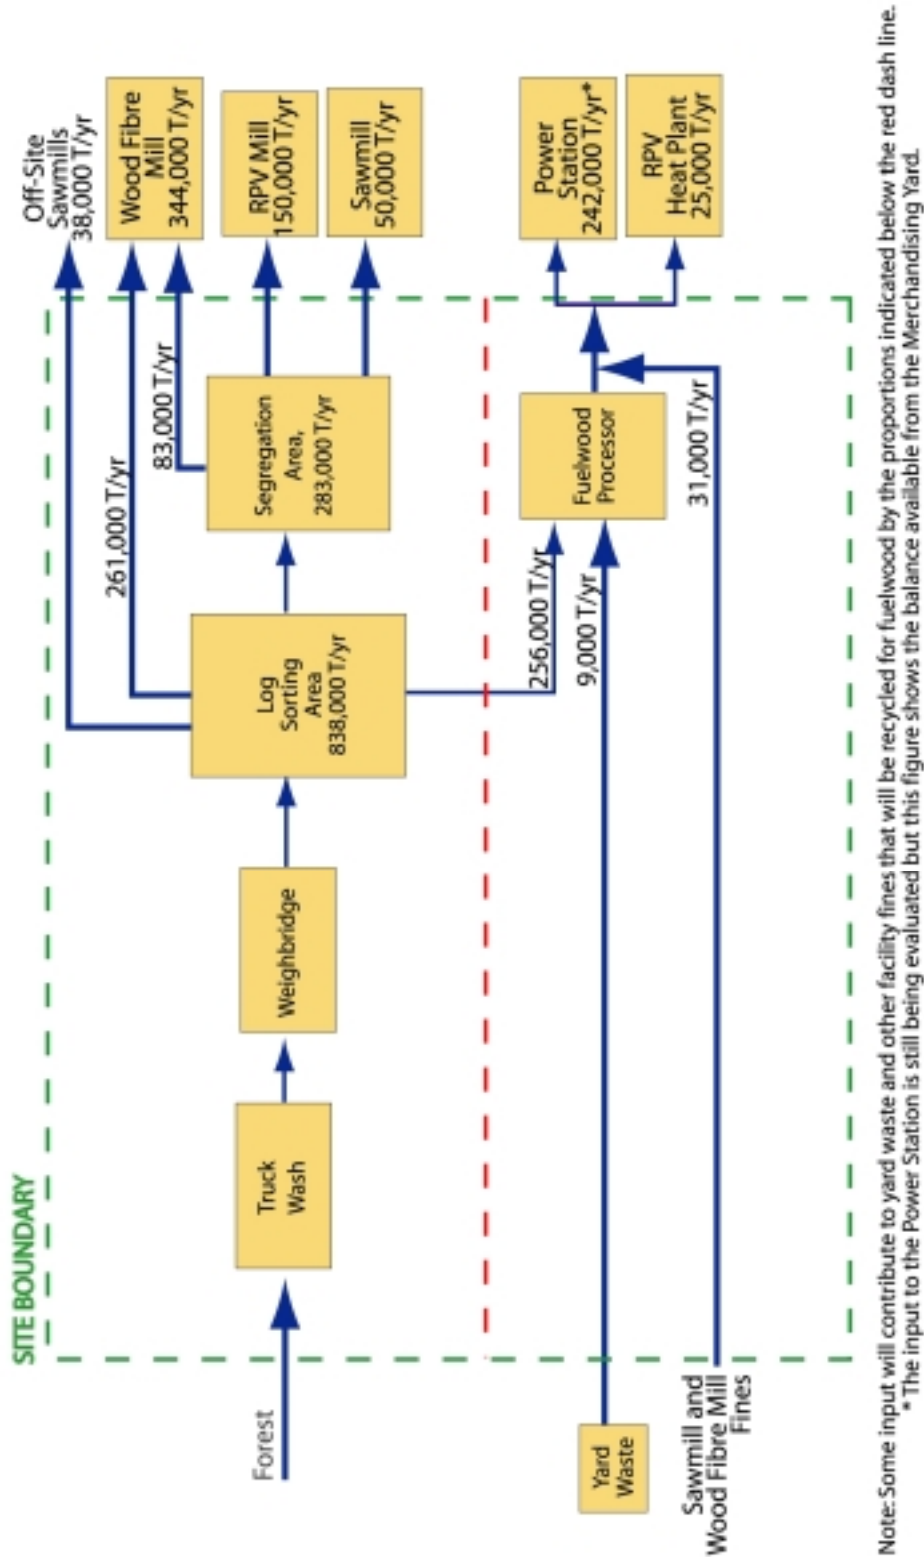 SITE BOUNDARY
Forest
Truck
Wash
Weighbridge
Log
Sorting
Area
838,000 T/yr
261,000 T/yr
83,000 T/yr
Segregation
Area,
283,000 T/yr
Off-Site
Sawmills
38,000 T/yr
Wood Fibre
Mill
344,000 T/yr
RPV Mill
150,000 T/yr
Sawmill
50,000 T/yr
Yard
Waste
Sawmill and
Wood Fibre Mill
Fines
256,000 T/yr
9,000 T/yr
31,000 T/yr
Fuelwood
Processor
Power
Station
242,000 T/yr*
RPV
Heat Plant
25,000 T/yr
Note: Some input will contribute to yard waste and other facility fines that will be recycled for fuelwood by the proportions indicated below the red dash line.
* The input to the Power Station is still being evaluated but this figure shows the balance available from the Merchandising Yard.